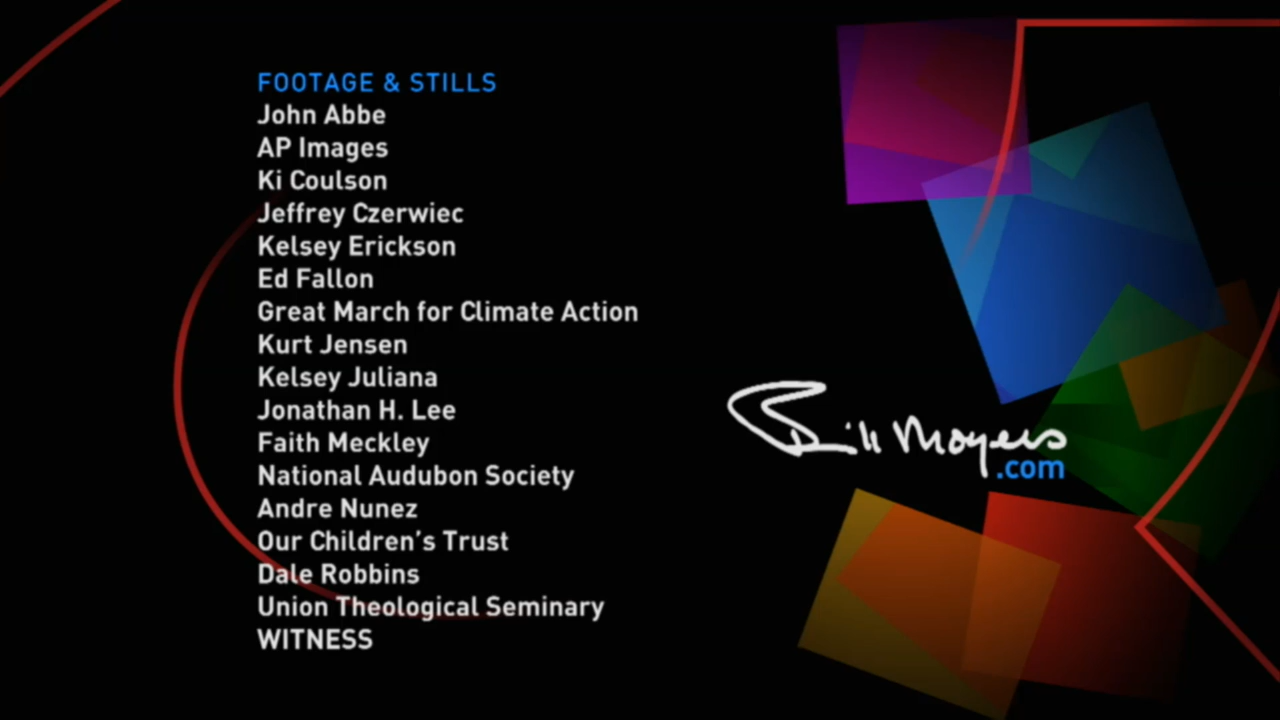 FOOTAGE & STILLS
John Abbe
AP Images
Ki Coulson
Jeffrey Czerwiec
Kelsey Erickson
Ed Fallon
Great March for Climate Action
Kurt Jensen
Kelsey Juliana
Jonathan H. Lee
Faith Meckley
National Audubon Society
Andre Nunez
Our Children’s Trust
Dale Robbins
Union Theological Seminary
WITNESS
Bill Moyers
.com